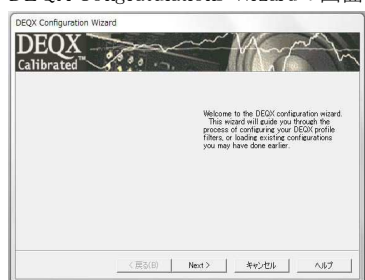 DEQX Configuration Wizard
DEQX
Calibrated™
Welcome to the DEQX configuration wizard.
This wizard will guide you through the
process of configuring your DEQX profile
filters, or loading existing configurations
you may have done earlier.
< 戻る(B)
Next >
キャンセル
ヘルプ